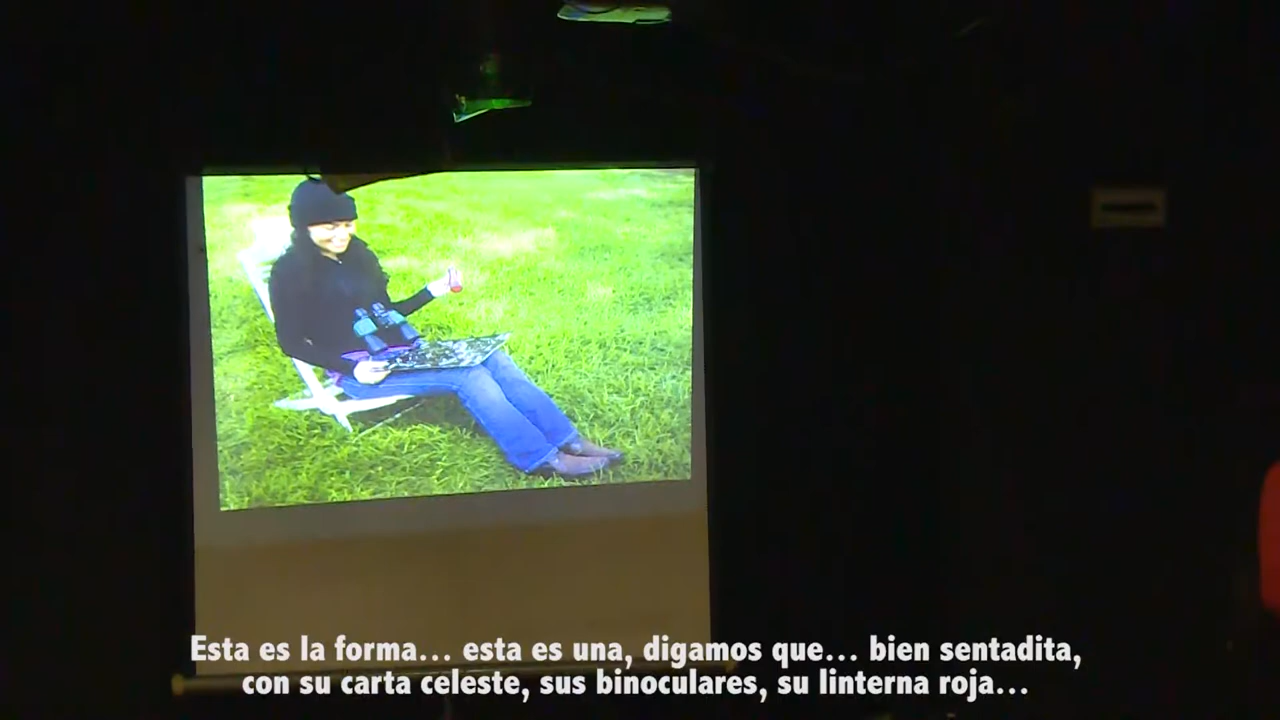 Esta es la forma... esta es una, digamos que... bien sentadita,
con su carta celeste, sus binoculares, su linterna roja...